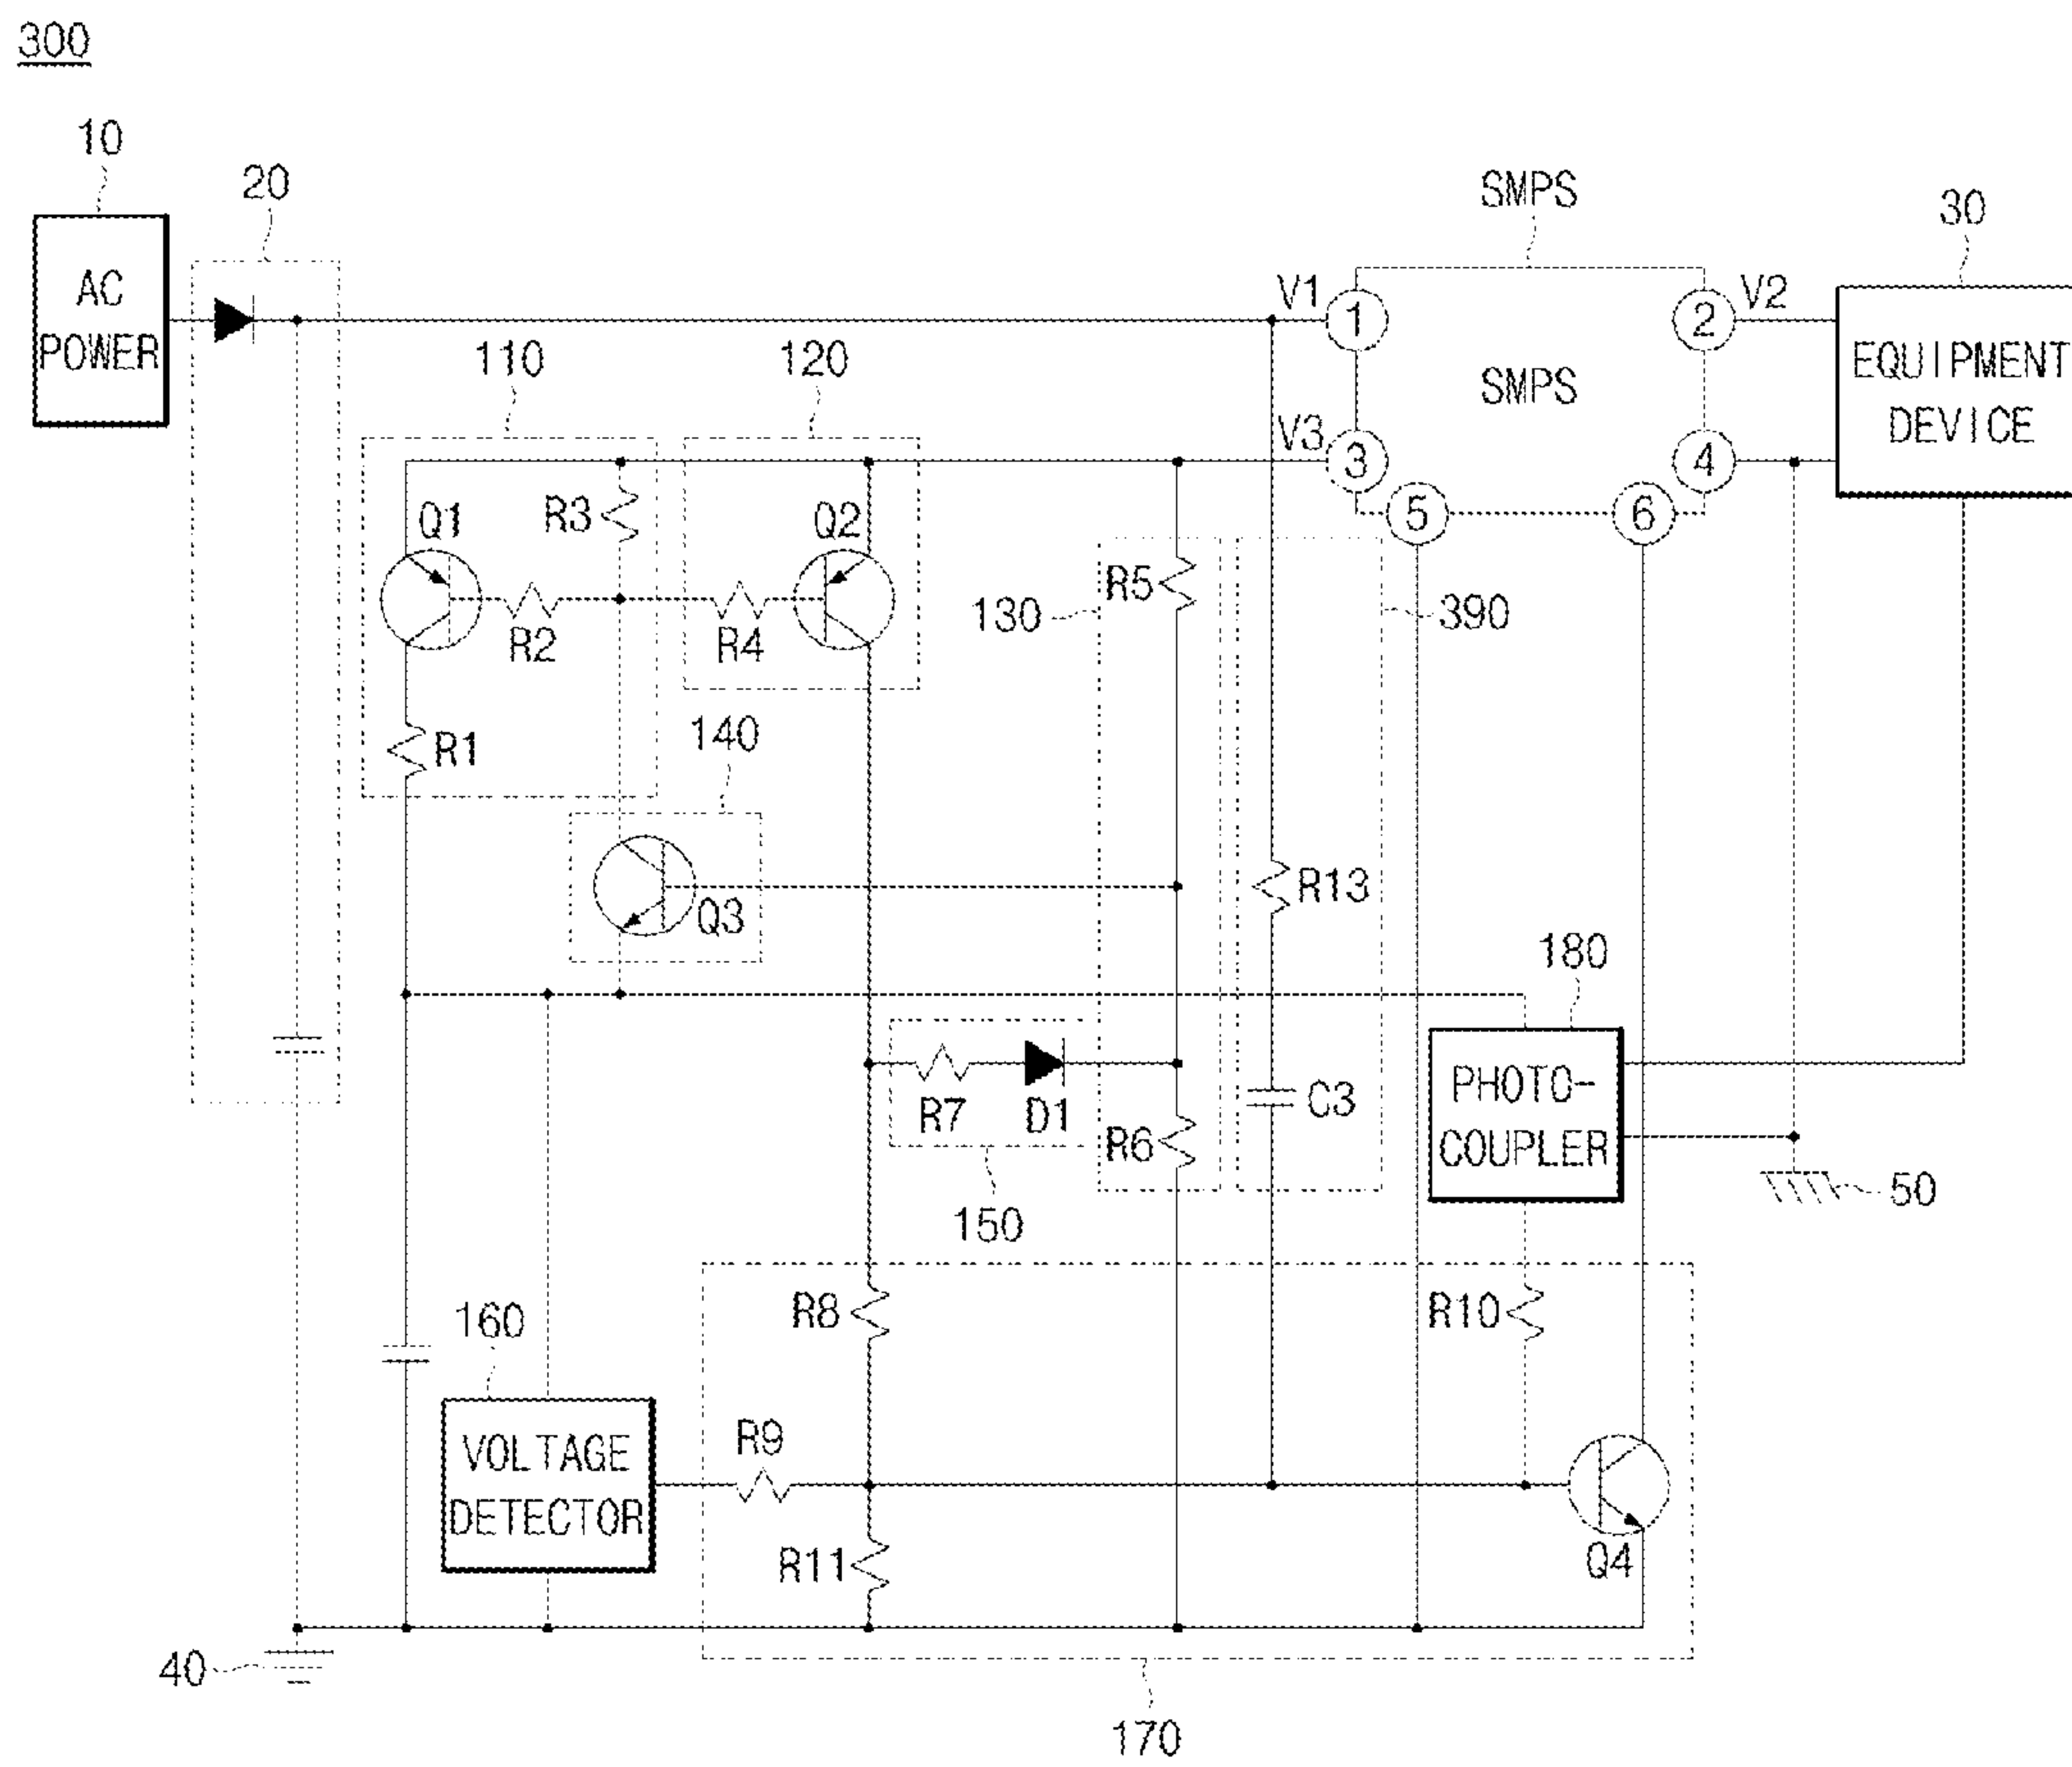 300
10
20
SMPS
30
AC
POWER
V1
1
2
V2
EQUIPMENT
DEVICE
110
120
SMPS
V3
3
4
5
6
Q1
R3
Q2
R5
130
390
R2
R4
R1
140
Q3
R13
180
R7
D1
C3
PHOTO-
COUPLER
R6
150
50
160
R8
R10
R9
VOLTAGE
DETECTOR
R11
Q4
40
170